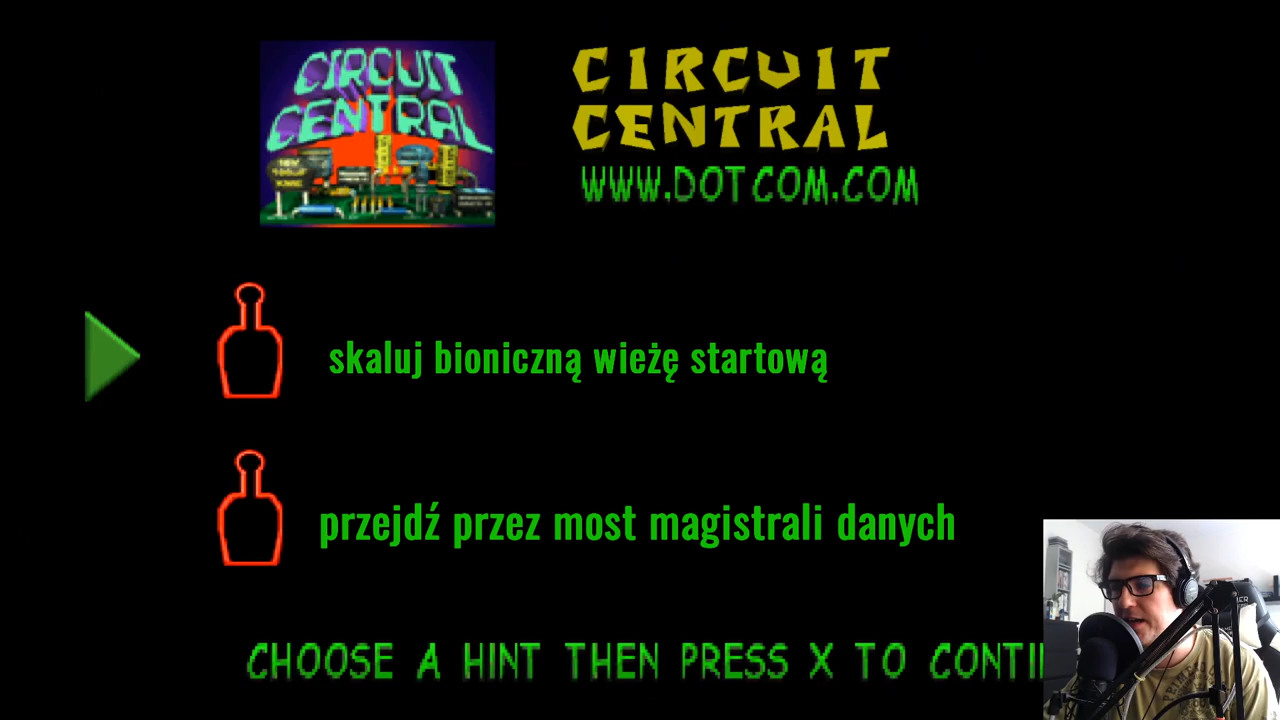 CIRCUIT
CENTRAL
CIRCUIT
CENTRAL
WWW.DOTCOM.COM
skaluj bioniczną wieżę startową
przejdź przez most magistrali danych
CHOOSE A HINT THEN PRESS X TO